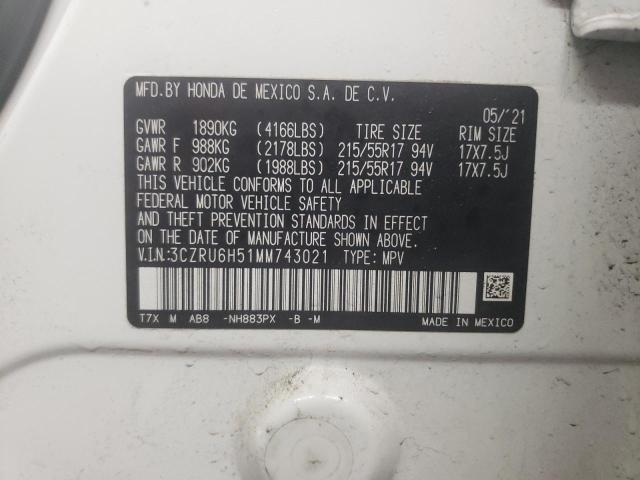 MFD.BY HONDA DE MEXICO S.A. DE C.V.
05/'21
GVWR 1890KG (4166LBS) TIRE SIZE RIM SIZE
GAWR F 988KG (2178LBS) 215/55R17 94V 17X7.5J
GAWR R 902KG (1988LBS) 215/55R17 94V 17X7.5J
THIS VEHICLE CONFORMS TO ALL APPLICABLE
FEDERAL MOTOR VEHICLE SAFETY
AND THEFT PREVENTION STANDARDS IN EFFECT
ON THE DATE OF MANUFACTURE SHOWN ABOVE.
V.I.N:3CZRU6H51MM743021 TYPE:MPV
T7X M AB8 -NH883PX -B -M MADE IN MEXICO